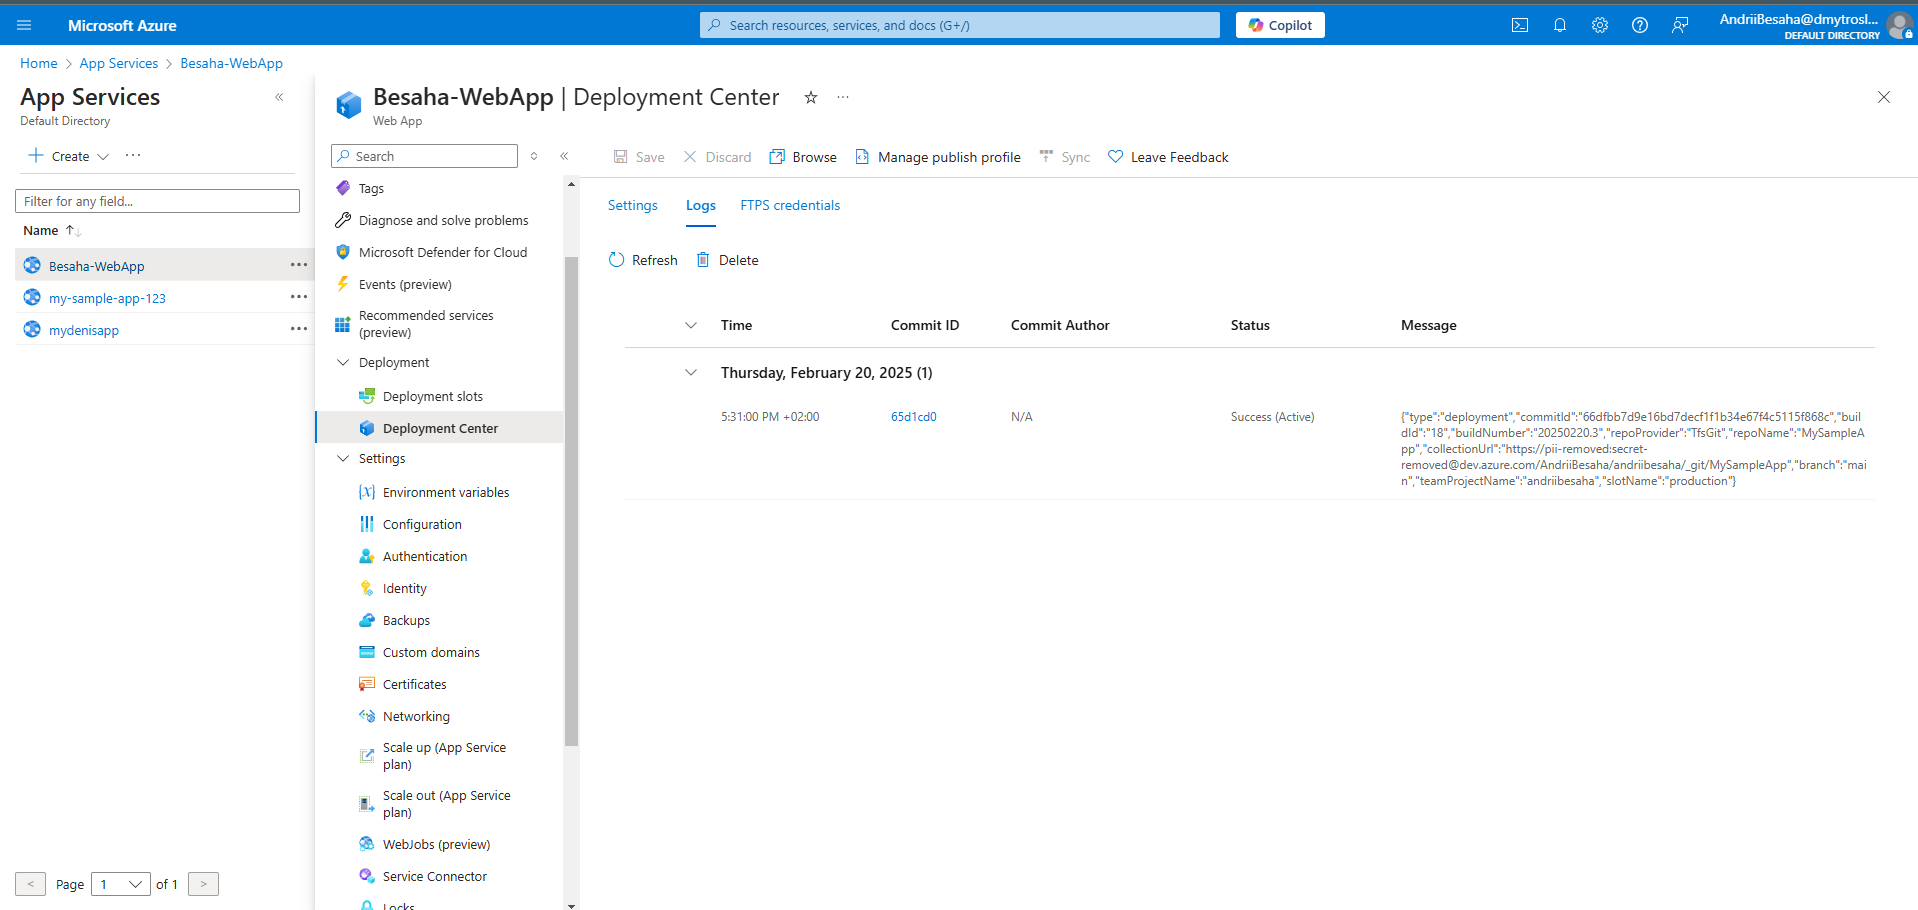 Microsoft Azure
Search resources, services, and docs (G+/)
Copilot
AndriiBesaha@dmytrosl...
DEFAULT DIRECTORY
Home > App Services > Besaha-WebApp
App Services
Default Directory
Create
Filter for any field...
Name
Besaha-WebApp
my-sample-app-123
mydenisapp
< Page 1 of 1 >
Besaha-WebApp | Deployment Center
Web App
Search
Tags
Diagnose and solve problems
Microsoft Defender for Cloud
Events (preview)
Recommended services
(preview)
Deployment
Deployment slots
Deployment Center
Settings
Environment variables
Configuration
Authentication
Identity
Backups
Custom domains
Certificates
Networking
Scale up (App Service
plan)
Scale out (App Service
plan)
WebJobs (preview)
Service Connector
Locks
Save Discard Browse Manage publish profile Sync Leave Feedback
Settings Logs FTPS credentials
Refresh Delete
Time Commit ID Commit Author Status Message
Thursday, February 20, 2025 (1)
5:31:00 PM +02:00 65d1cd0 N/A Success (Active)
{"type":"deployment","commitId":"66dfbb7d9e16bd7decf1f1b34e67f4c5115f868c","buil
dId":"18","buildNumber":"20250220.3","repoProvider":"TfsGit","repoName":"MySampleA
pp","collectionUrl":"https://pii-removed:secret-
removed@dev.azure.com/AndriiBesaha/andriibesaha/_git/MySampleApp","branch":"mai
n","teamProjectName":"andriibesaha","slotName":"production"}